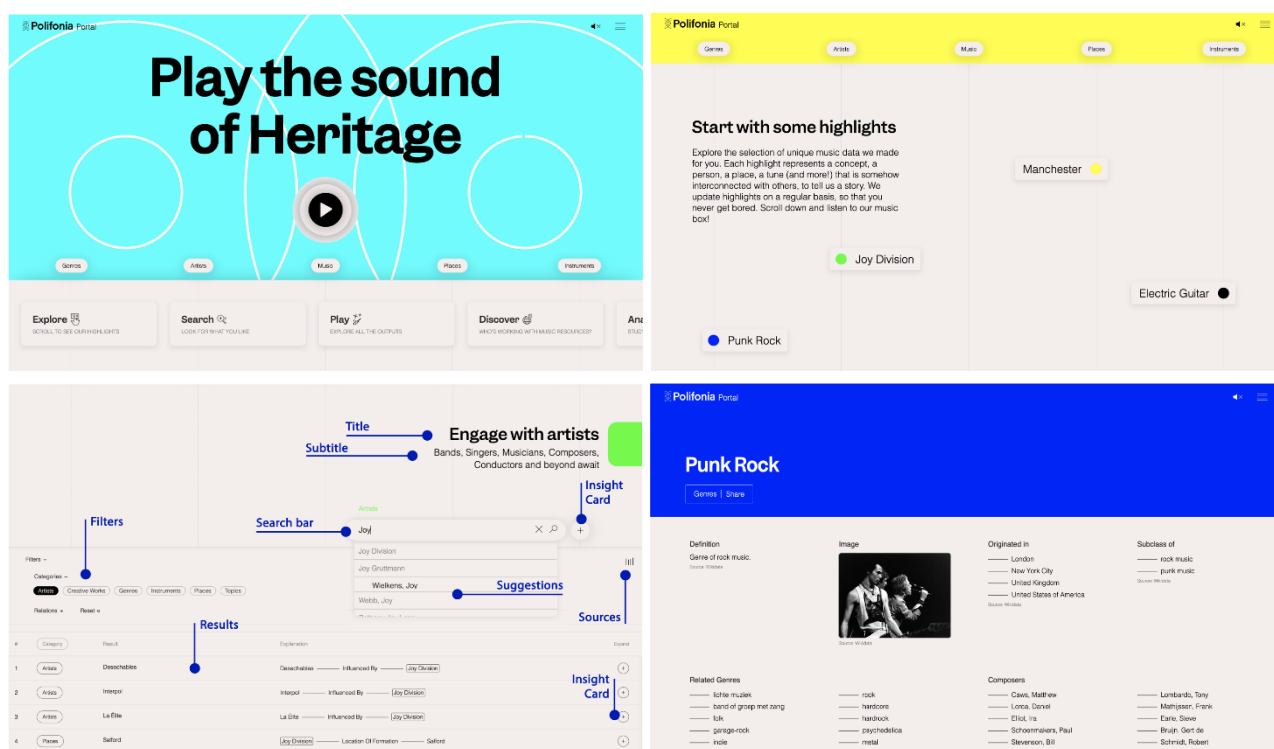 Polifonia Portal
Play the sound
of Heritage
Genres
Artists
Music
Places
Instruments
Explore
SCROLL TO SEE OUR HIGHLIGHTS
Search
LOOK FOR WHAT YOU LIKE
Play
EXPLORE ALL THE OUTPUTS
Discover
WHO'S WORKING WITH MUSIC RESOURCES?
Ana
Polifonia Portal
Genres
Artists
Music
Places
Instruments
Start with some highlights
Explore the selection of unique music data we made
for you. Each highlight represents a concept, a
person, a place, a tune (and more!) that is somehow
interconnected with others, to tell us a story. We
update highlights on a regular basis, so that you
never get bored. Scroll down and listen to our music
box!
Manchester
Joy Division
Electric Guitar
Punk Rock
Title
Engage with artists
Subtitle
Bands, Singers, Musicians, Composers,
Conductors and beyond await
Insight
Card
Artists
Filters
Search bar
Joy
Joy Division
Joy Gruttmann
Wielkens, Joy
Webb, Joy
Suggestions
Sources
Filters
Categories
Artists
Creative Works
Genres
Instruments
Places
Topics
Relations
Reset
Results
# Category Result Explanation Expand
1 Artists Desechables Desechables Influenced By Joy Division
Insight
Card
2 Artists Interpol Interpol Influenced By Joy Division
3 Artists La Élite La Élite Influenced By Joy Division
4 Places Salford Joy Division Location Of Formation Salford
Polifonia Portal
Punk Rock
Genres | Share
Definition
Genre of rock music.
Source: Wikidata
Image
Source: Wikidata
Originated in
London
New York City
United Kingdom
United States of America
Source: Wikidata
Subclass of
rock music
punk music
Source: Wikidata
Related Genres
lichte muziek
band of groep met zang
folk
garage-rock
indie
rock
hardcore
hardrock
psychedelica
metal
Composers
Caws, Matthew
Lorca, Daniel
Elliot, Ira
Schoenmakers, Paul
Stevenson, Bill
Lombardo, Tony
Mathijssen, Frank
Earle, Steve
Bruijn, Gert de
Schmidt, Robert